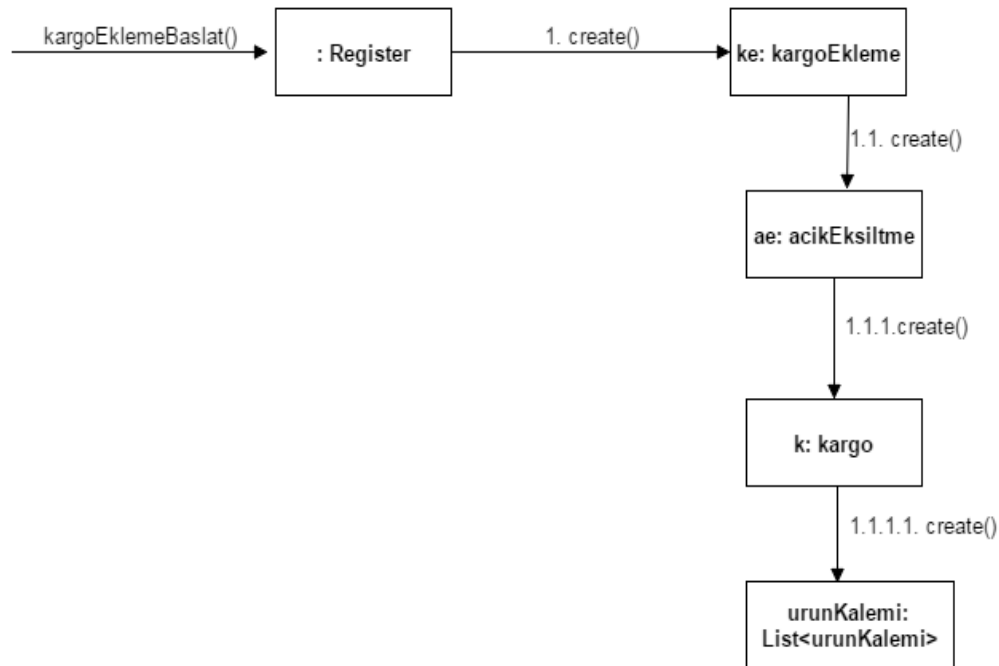 kargoEklemeBaslat()
: Register
1. create()
ke: kargoEkleme
1.1. create()
ae: acikEksiltme
1.1.1.create()
k: kargo
1.1.1.1. create()
urunKalemi:
List<urunKalemi>